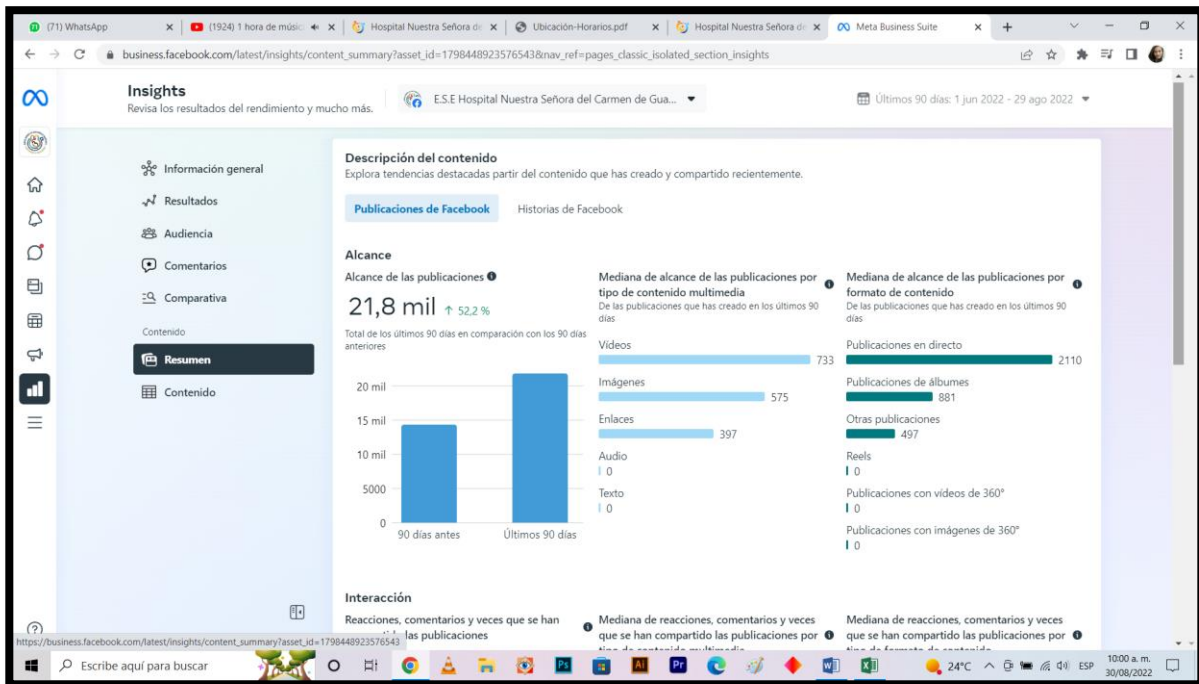 (71) WhatsApp
(1924) 1 hora de músic
Hospital Nuestra Señora de
Ubicación-Horarios.pdf
Hospital Nuestra Señora de
Meta Business Suite
business.facebook.com/latest/insights/content_summary?asset_id=1798448923576543&nav_ref=pages_classic_isolated_section_insights
Insights
Revisa los resultados del rendimiento y mucho más.
E.S.E Hospital Nuestra Señora del Carmen de Gua...
Últimos 90 días: 1 jun 2022 - 29 ago 2022
Información general
Resultados
Audiencia
Comentarios
Comparativa
Contenido
Resumen
Contenido
Descripción del contenido
Explora tendencias destacadas partir del contenido que has creado y compartido recientemente.
Publicaciones de Facebook
Historias de Facebook
Alcance
Alcance de las publicaciones
21,8 mil ↑ 52,2 %
Total de los últimos 90 días en comparación con los 90 días
anteriores
20 mil
15 mil
10 mil
5000
0
90 días antes
Últimos 90 días
Mediana de alcance de las publicaciones por
tipo de contenido multimedia
De las publicaciones que has creado en los últimos 90
días
Vídeos
733
Imágenes
575
Enlaces
397
Audio
0
Texto
0
Mediana de alcance de las publicaciones por
formato de contenido
De las publicaciones que has creado en los últimos 90
días
Publicaciones en directo
2110
Publicaciones de álbumes
881
Otras publicaciones
497
Reels
0
Publicaciones con vídeos de 360°
0
Publicaciones con imágenes de 360°
0
Interacción
Reacciones, comentarios y veces que se han
las publicaciones
Mediana de reacciones, comentarios y veces
que se han compartido las publicaciones por
tipo de contenido multimedia
Mediana de reacciones, comentarios y veces
que se han compartido las publicaciones por
tipo de formato de contenido
https://business.facebook.com/latest/insights/content_summary?asset_id=1798448923576543
Escribe aquí para buscar
24°C
ESP
10:00 a. m.
30/08/2022